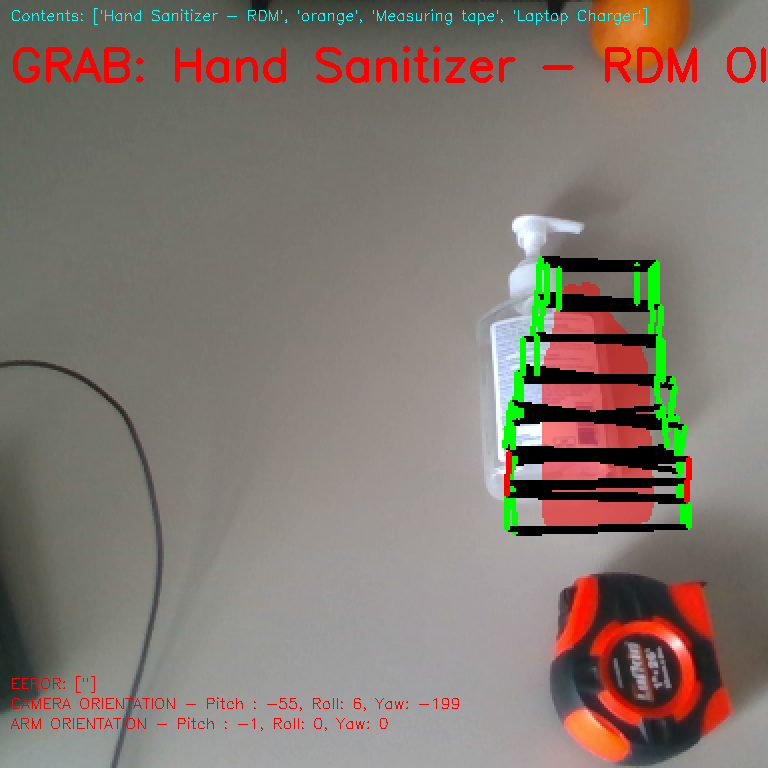 Contents: ['Hand Sanitizer – RDM', 'orange', 'Measuring tape', 'Laptop Charger']
GRAB: Hand Sanitizer – RDM
EEROR: ['']
CAMERA ORIENTATION – Pitch : –55, Roll: 6, Yaw: –199
ARM ORIENTATION – Pitch : –1, Roll: 0, Yaw: 0
Lufkin